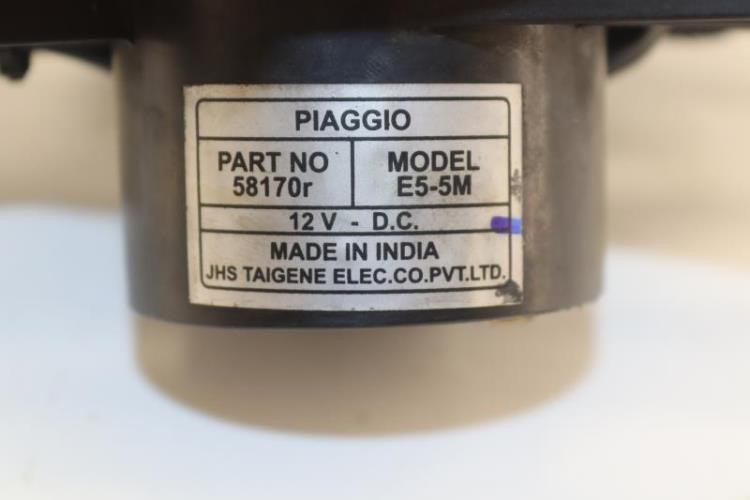 PIAGGIO
PART NO MODEL
58170r E5-5M
12 V - D.C.
MADE IN INDIA
JHS TAIGENE ELEC.CO.PVT.LTD.